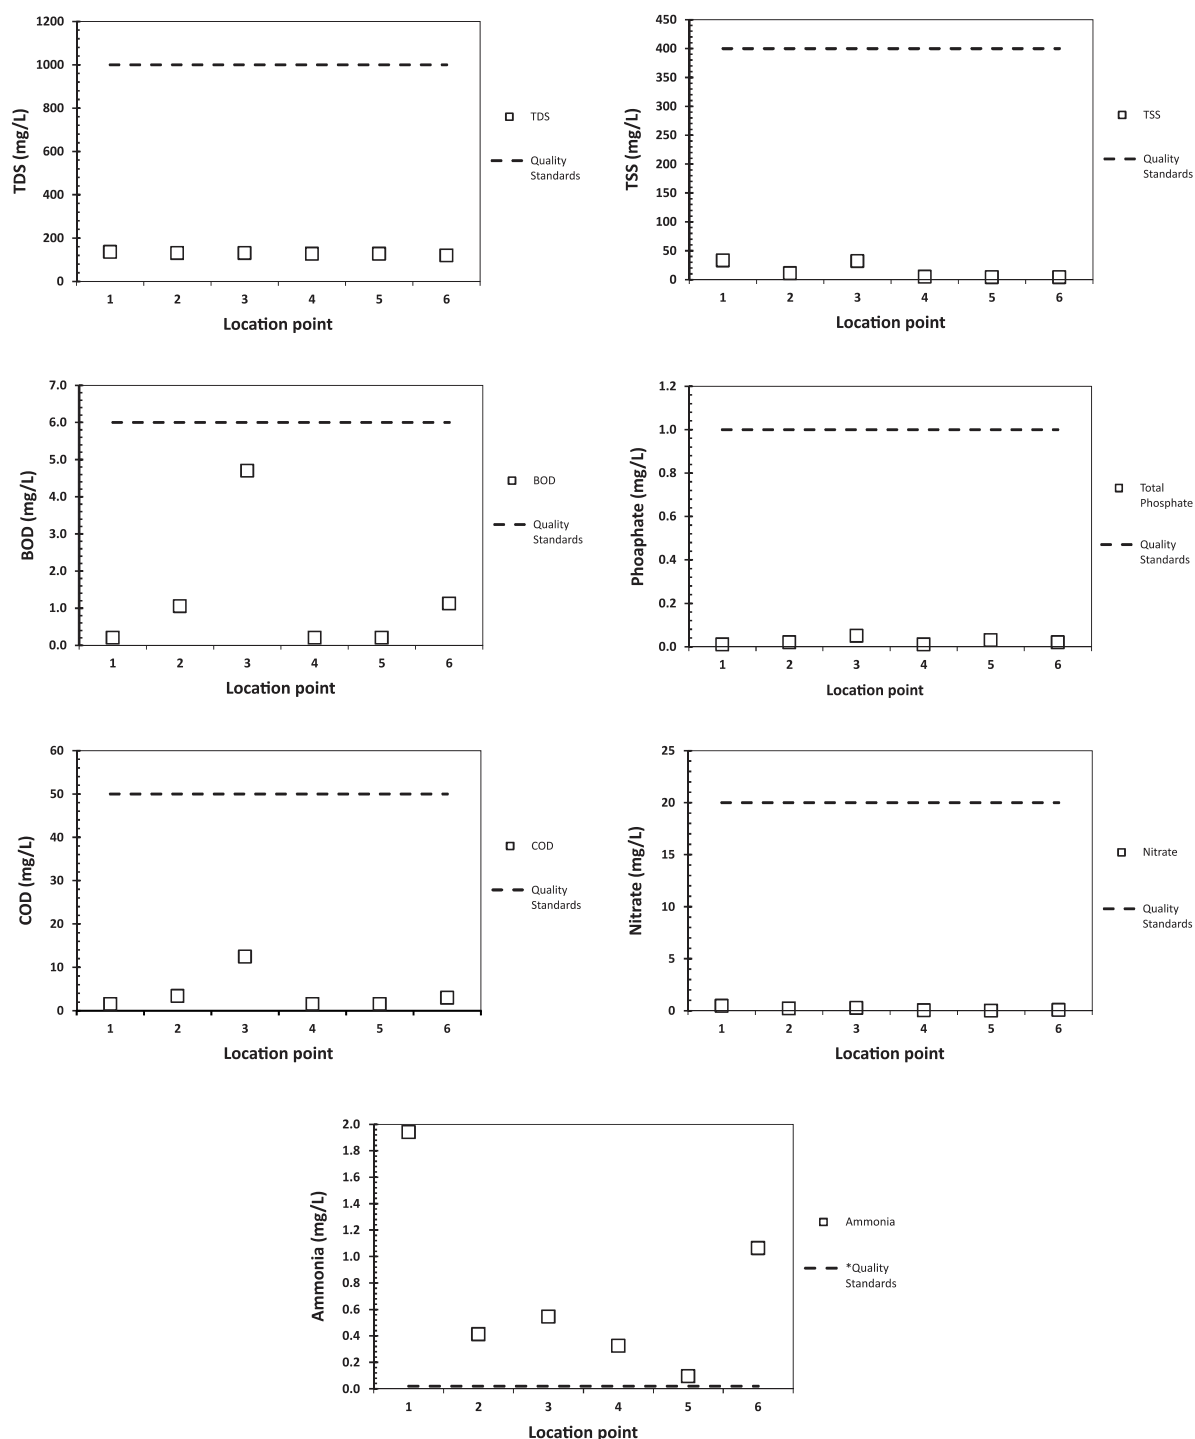 1200
1000
800
600
400
200
0
TDS (mg/L)
1 2 3 4 5 6
Location point
TDS
Quality
Standards
450
400
350
300
250
200
150
100
50
0
TSS (mg/L)
1 2 3 4 5 6
Location point
TSS
Quality
Standards
7.0
6.0
5.0
4.0
3.0
2.0
1.0
0.0
BOD (mg/L)
1 2 3 4 5 6
Location point
BOD
Quality
Standards
1.2
1.0
0.8
0.6
0.4
0.2
0.0
Phoaphate (mg/L)
1 2 3 4 5 6
Location point
Total
Phosphate
Quality
Standards
60
50
40
30
20
10
0
COD (mg/L)
1 2 3 4 5 6
Location point
COD
Quality
Standards
25
20
15
10
5
0
Nitrate (mg/L)
1 2 3 4 5 6
Location point
Nitrate
Quality
Standards
2.0
1.8
1.6
1.4
1.2
1.0
0.8
0.6
0.4
0.2
0.0
Ammonia (mg/L)
1 2 3 4 5 6
Location point
Ammonia
*Quality
Standards